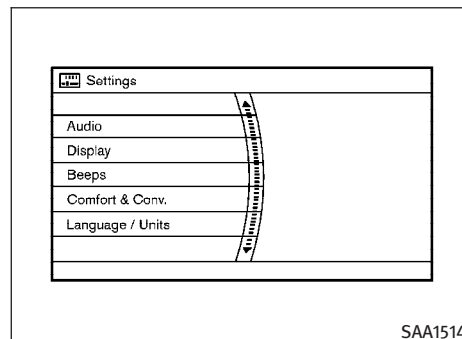 Settings
Audio
Display
Beeps
Comfort & Conv.
Language / Units
SAA1514